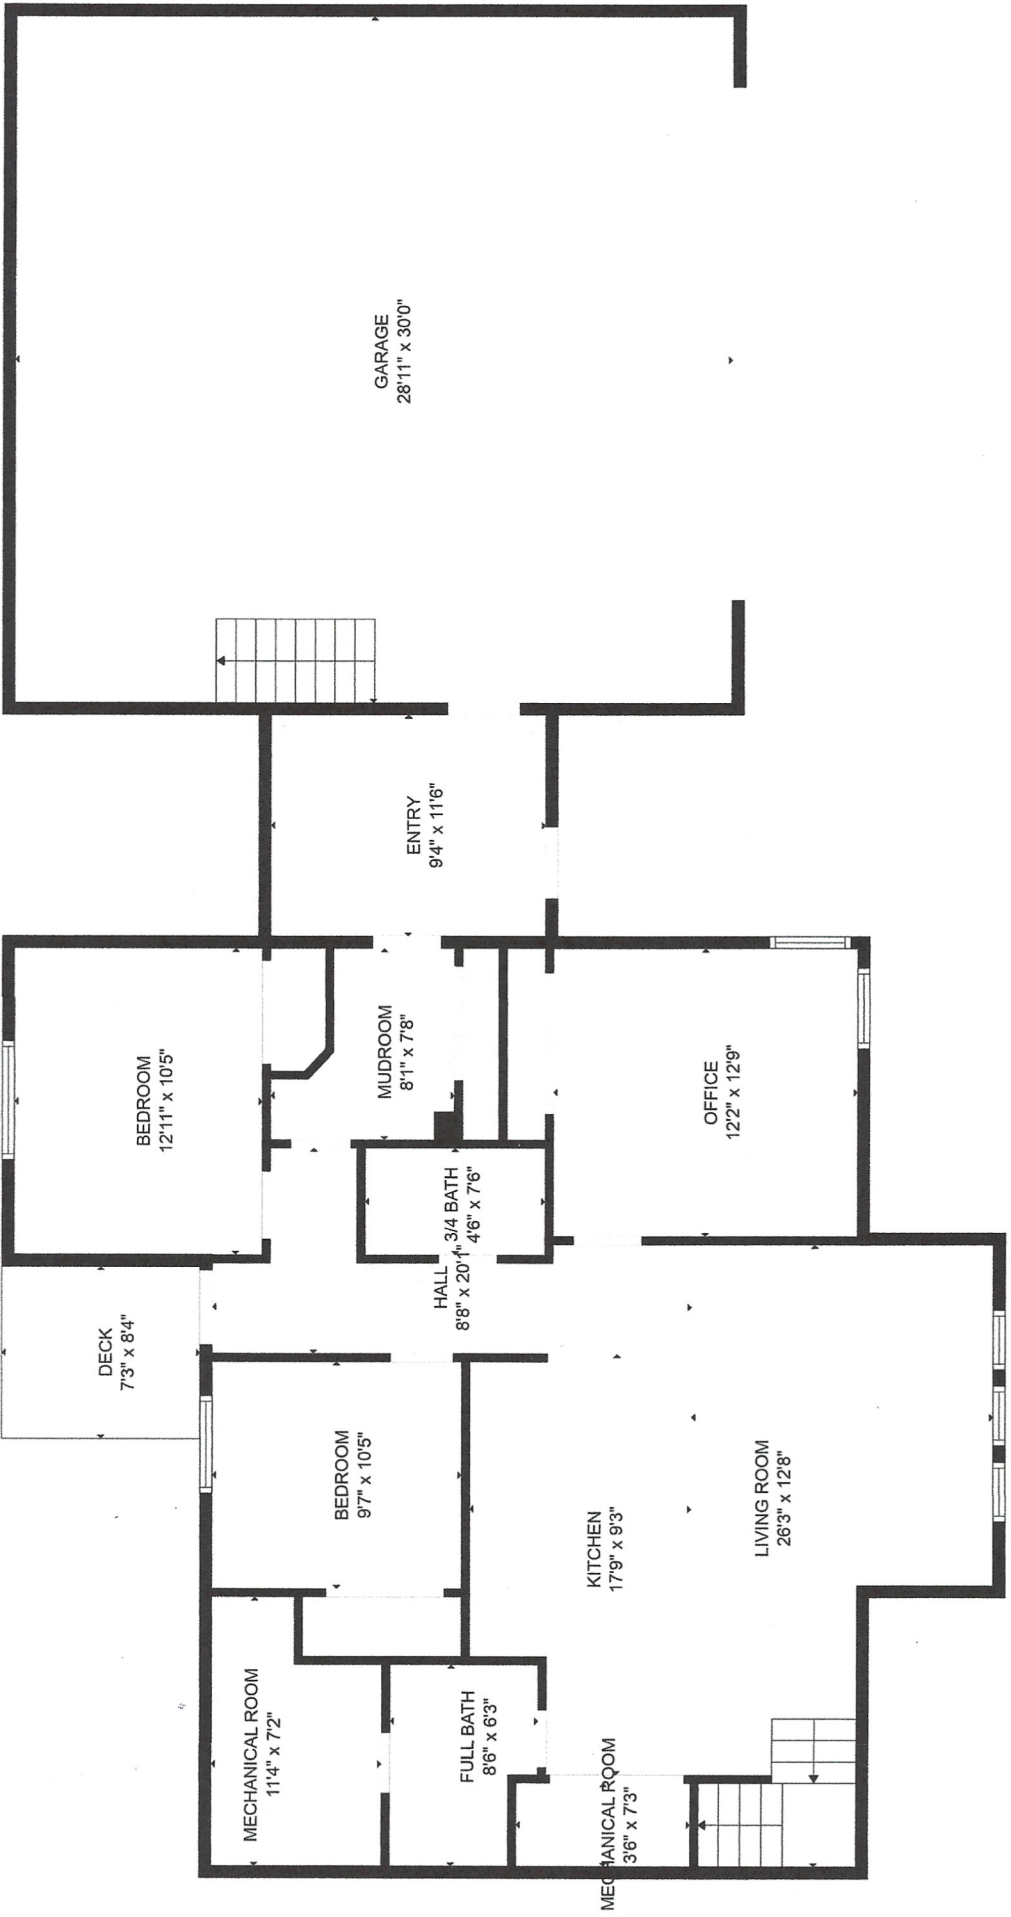 GARAGE
28'11" x 30'0"
ENTRY
9'4" x 11'6"
BEDROOM
12'11" x 10'5"
MUDROOM
8'1" x 7'8"
OFFICE
12'2" x 12'9"
3/4 BATH
4'6" x 7'6"
HALL
8'8" x 20'1"
DECK
7'3" x 8'4"
BEDROOM
9'7" x 10'5"
KITCHEN
17'9" x 9'3"
LIVING ROOM
26'3" x 12'8"
MECHANICAL ROOM
11'4" x 7'2"
FULL BATH
8'6" x 6'3"
MECHANICAL ROOM
3'6" x 7'3"